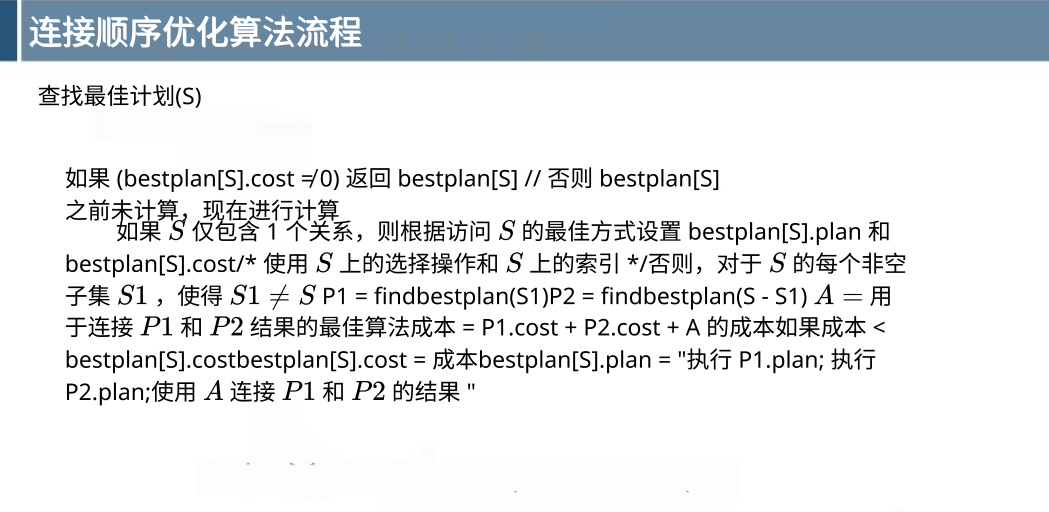 连接顺序优化算法流程
查找最佳计划(S)
如果 (bestplan[S].cost ≠ 0) 返回 bestplan[S] // 否则 bestplan[S]
之前未计算，现在进行计算
如果 S 仅包含 1 个关系，则根据访问 S 的最佳方式设置 bestplan[S].plan 和
bestplan[S].cost/* 使用 S 上的选择操作和 S 上的索引 */否则，对于 S 的每个非空
子集 S1 ，使得 S1 ≠ S P1 = findbestplan(S1)P2 = findbestplan(S - S1) A = 用
于连接 P1 和 P2 结果的最佳算法成本 = P1.cost + P2.cost + A 的成本如果成本 <
bestplan[S].costbestplan[S].cost = 成本bestplan[S].plan = "执行 P1.plan; 执行
P2.plan;使用 A 连接 P1 和 P2 的结果 "